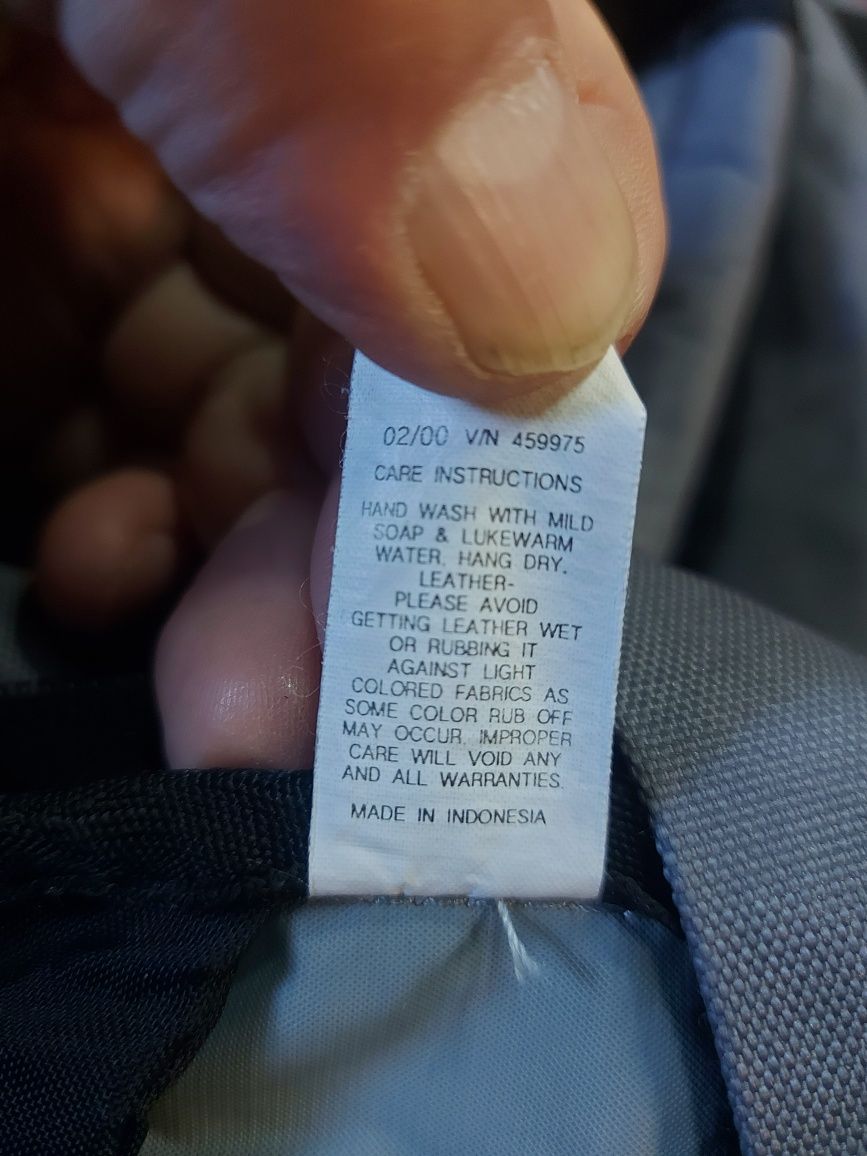 02/00 V/N 459975
CARE INSTRUCTIONS
HAND WASH WITH MILD
SOAP & LUKEWARM
WATER. HANG DRY.
LEATHER-
PLEASE AVOID
GETTING LEATHER WET
OR RUBBING IT
AGAINST LIGHT
COLORED FABRICS AS
SOME COLOR RUB OFF
MAY OCCUR. IMPROPER
CARE WILL VOID ANY
AND ALL WARRANTIES.
MADE IN INDONESIA